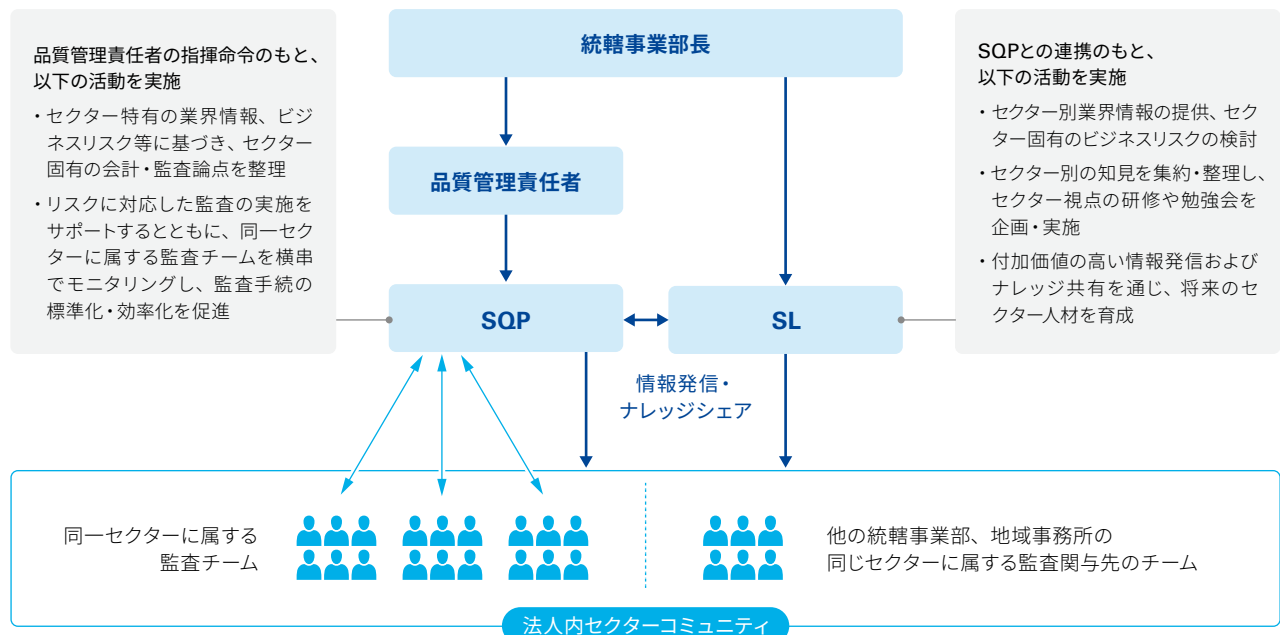 品質管理責任者の指揮命令のもと、
以下の活動を実施
・セクター特有の業界情報、ビジ
ネスリスク等に基づき、セクター
固有の会計・監査論点を整理
・リスクに対応した監査の実施を
サポートするとともに、同一セク
ターに属する監査チームを横串
でモニタリングし、監査手続の
標準化・効率化を促進
統轄事業部長
品質管理責任者
SQP
SL
SQPとの連携のもと、
以下の活動を実施
・セクター別業界情報の提供、セク
ター固有のビジネスリスクの検討
・セクター別の知見を集約・整理し、
セクター視点の研修や勉強会を
企画・実施
・付加価値の高い情報発信および
ナレッジ共有を通じ、将来のセ
クター人材を育成
情報発信・
ナレッジシェア
同一セクターに属する
監査チーム
他の統轄事業部、地域事務所の
同じセクターに属する監査関与先のチーム
法人内セクターコミュニティ